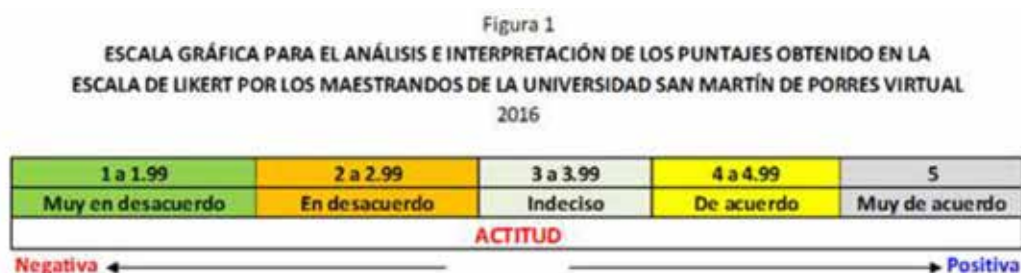 Figura 1
ESCALA GRÁFICA PARA EL ANÁLISIS E INTERPRETACIÓN DE LOS PUNTAJES OBTENIDO EN LA
ESCALA DE LIKERT POR LOS MAESTRANDOS DE LA UNIVERSIDAD SAN MARTÍN DE PORRES VIRTUAL
2016
1 a 1.99 2 a 2.99 3 a 3.99 4 a 4.99 5
Muy en desacuerdo En desacuerdo Indeciso De acuerdo Muy de acuerdo
ACTITUD
Negativa Positiva